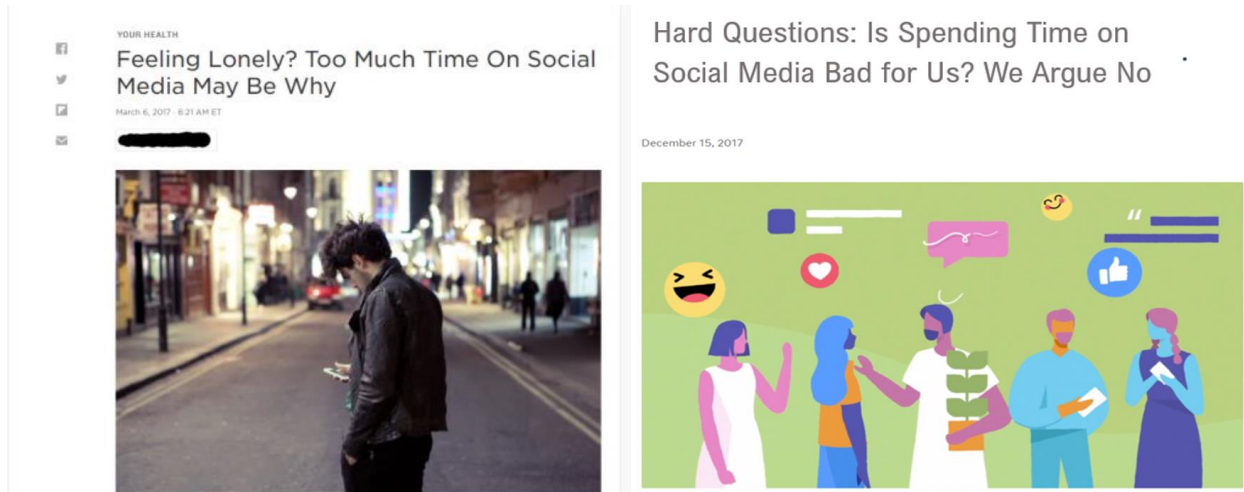 YOUR HEALTH
Feeling Lonely? Too Much Time On Social
Media May Be Why
March 6, 2017 · 6:21 AM ET
Hard Questions: Is Spending Time on
Social Media Bad for Us? We Argue No
December 15, 2017